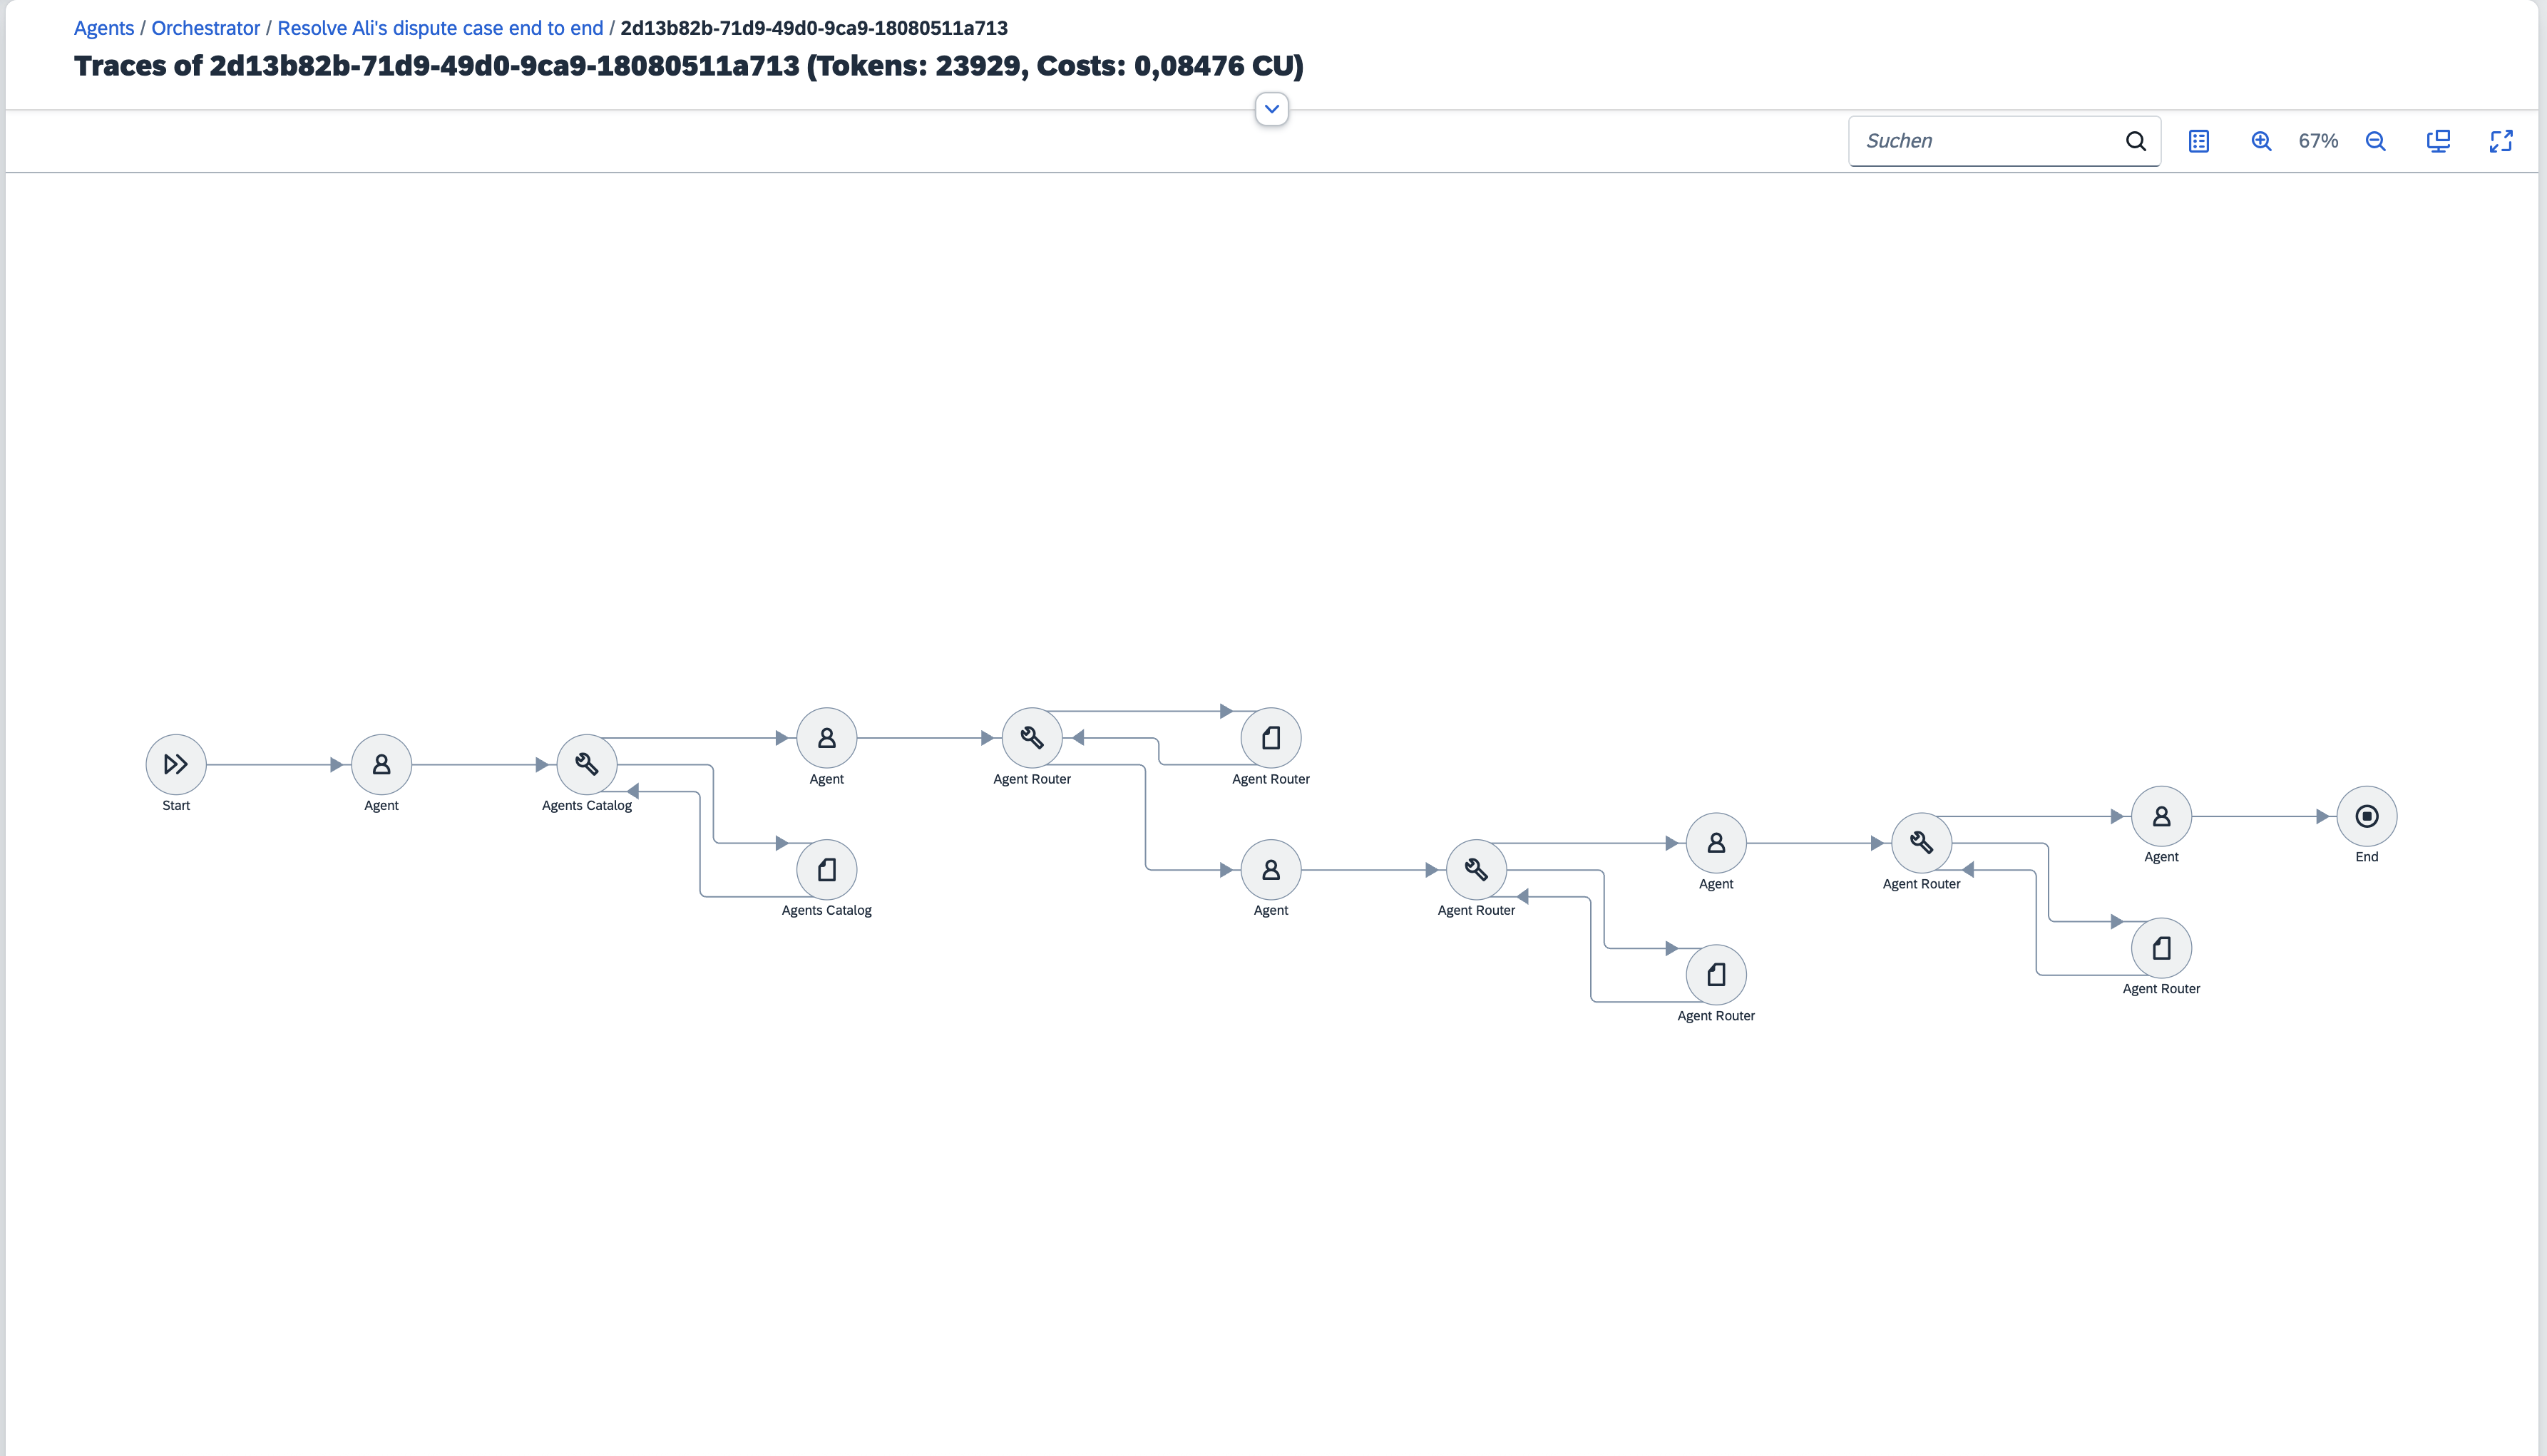 Agents / Orchestrator / Resolve Ali's dispute case end to end / 2d13b82b-71d9-49d0-9ca9-18080511a713
Traces of 2d13b82b-71d9-49d0-9ca9-18080511a713 (Tokens: 23929, Costs: 0,08476 CU)
Suchen
67%
Start
Agent
Agents Catalog
Agent
Agents Catalog
Agent Router
Agent Router
Agent
Agent Router
Agent
Agent Router
Agent Router
Agent
Agent Router
End